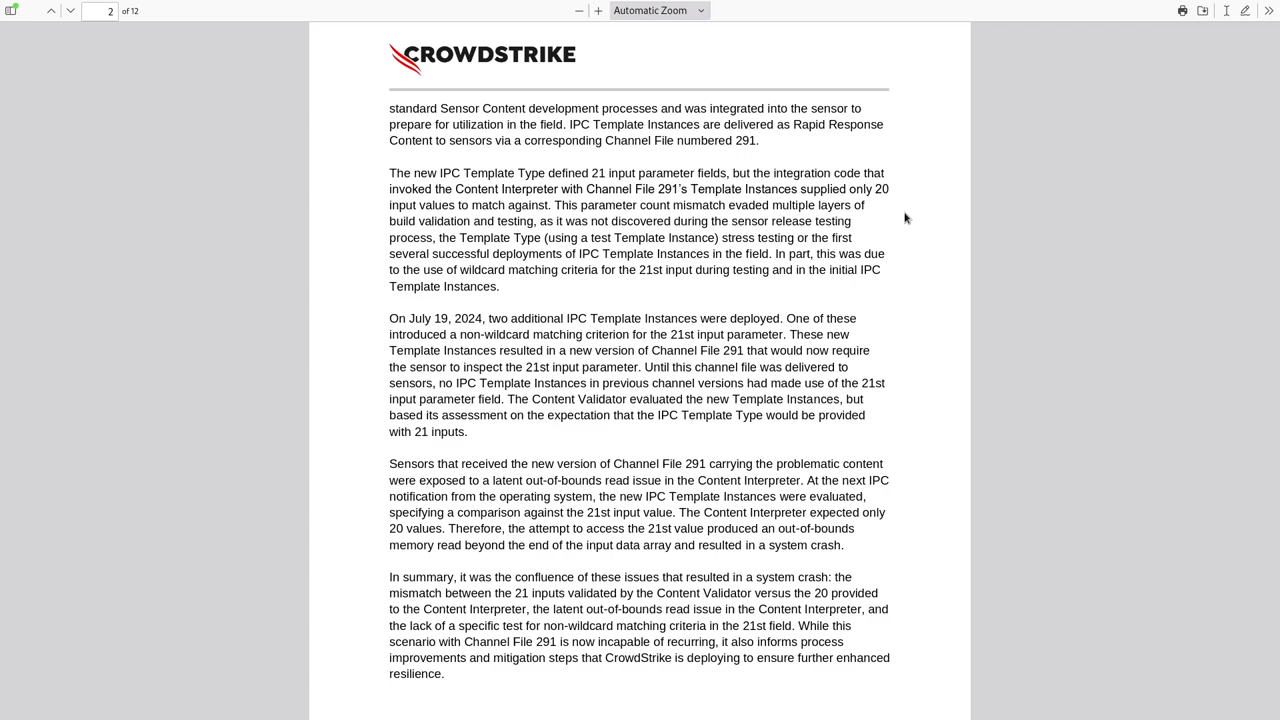 2 of 12 Automatic Zoom
CROWDSTRIKE
standard Sensor Content development processes and was integrated into the sensor to
prepare for utilization in the field. IPC Template Instances are delivered as Rapid Response
Content to sensors via a corresponding Channel File numbered 291.
The new IPC Template Type defined 21 input parameter fields, but the integration code that
invoked the Content Interpreter with Channel File 291’s Template Instances supplied only 20
input values to match against. This parameter count mismatch evaded multiple layers of
build validation and testing, as it was not discovered during the sensor release testing
process, the Template Type (using a test Template Instance) stress testing or the first
several successful deployments of IPC Template Instances in the field. In part, this was due
to the use of wildcard matching criteria for the 21st input during testing and in the initial IPC
Template Instances.
On July 19, 2024, two additional IPC Template Instances were deployed. One of these
introduced a non-wildcard matching criterion for the 21st input parameter. These new
Template Instances resulted in a new version of Channel File 291 that would now require
the sensor to inspect the 21st input parameter. Until this channel file was delivered to
sensors, no IPC Template Instances in previous channel versions had made use of the 21st
input parameter field. The Content Validator evaluated the new Template Instances, but
based its assessment on the expectation that the IPC Template Type would be provided
with 21 inputs.
Sensors that received the new version of Channel File 291 carrying the problematic content
were exposed to a latent out-of-bounds read issue in the Content Interpreter. At the next IPC
notification from the operating system, the new IPC Template Instances were evaluated,
specifying a comparison against the 21st input value. The Content Interpreter expected only
20 values. Therefore, the attempt to access the 21st value produced an out-of-bounds
memory read beyond the end of the input data array and resulted in a system crash.
In summary, it was the confluence of these issues that resulted in a system crash: the
mismatch between the 21 inputs validated by the Content Validator versus the 20 provided
to the Content Interpreter, the latent out-of-bounds read issue in the Content Interpreter, and
the lack of a specific test for non-wildcard matching criteria in the 21st field. While this
scenario with Channel File 291 is now incapable of recurring, it also informs process
improvements and mitigation steps that CrowdStrike is deploying to ensure further enhanced
resilience.